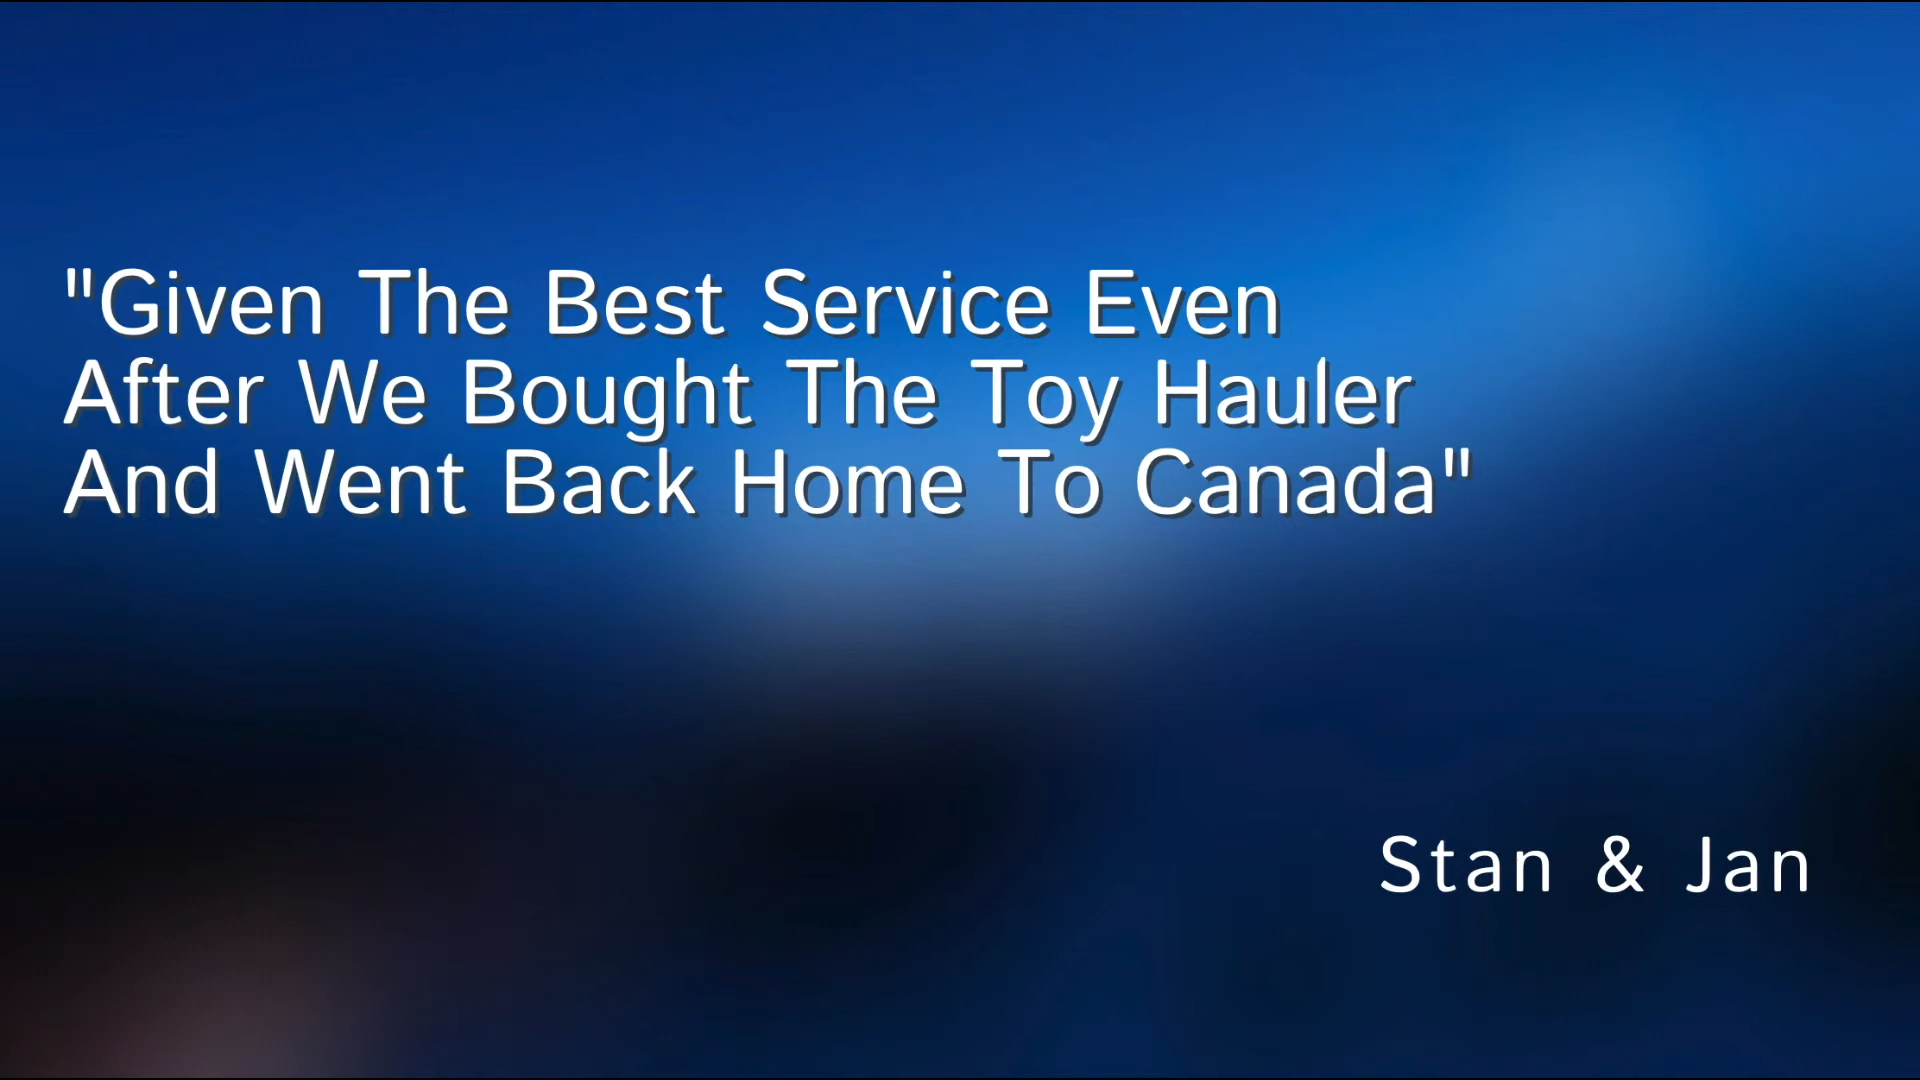 "Given The Best Service Even
After We Bought The Toy Hauler
And Went Back Home To Canada"
Stan & Jan